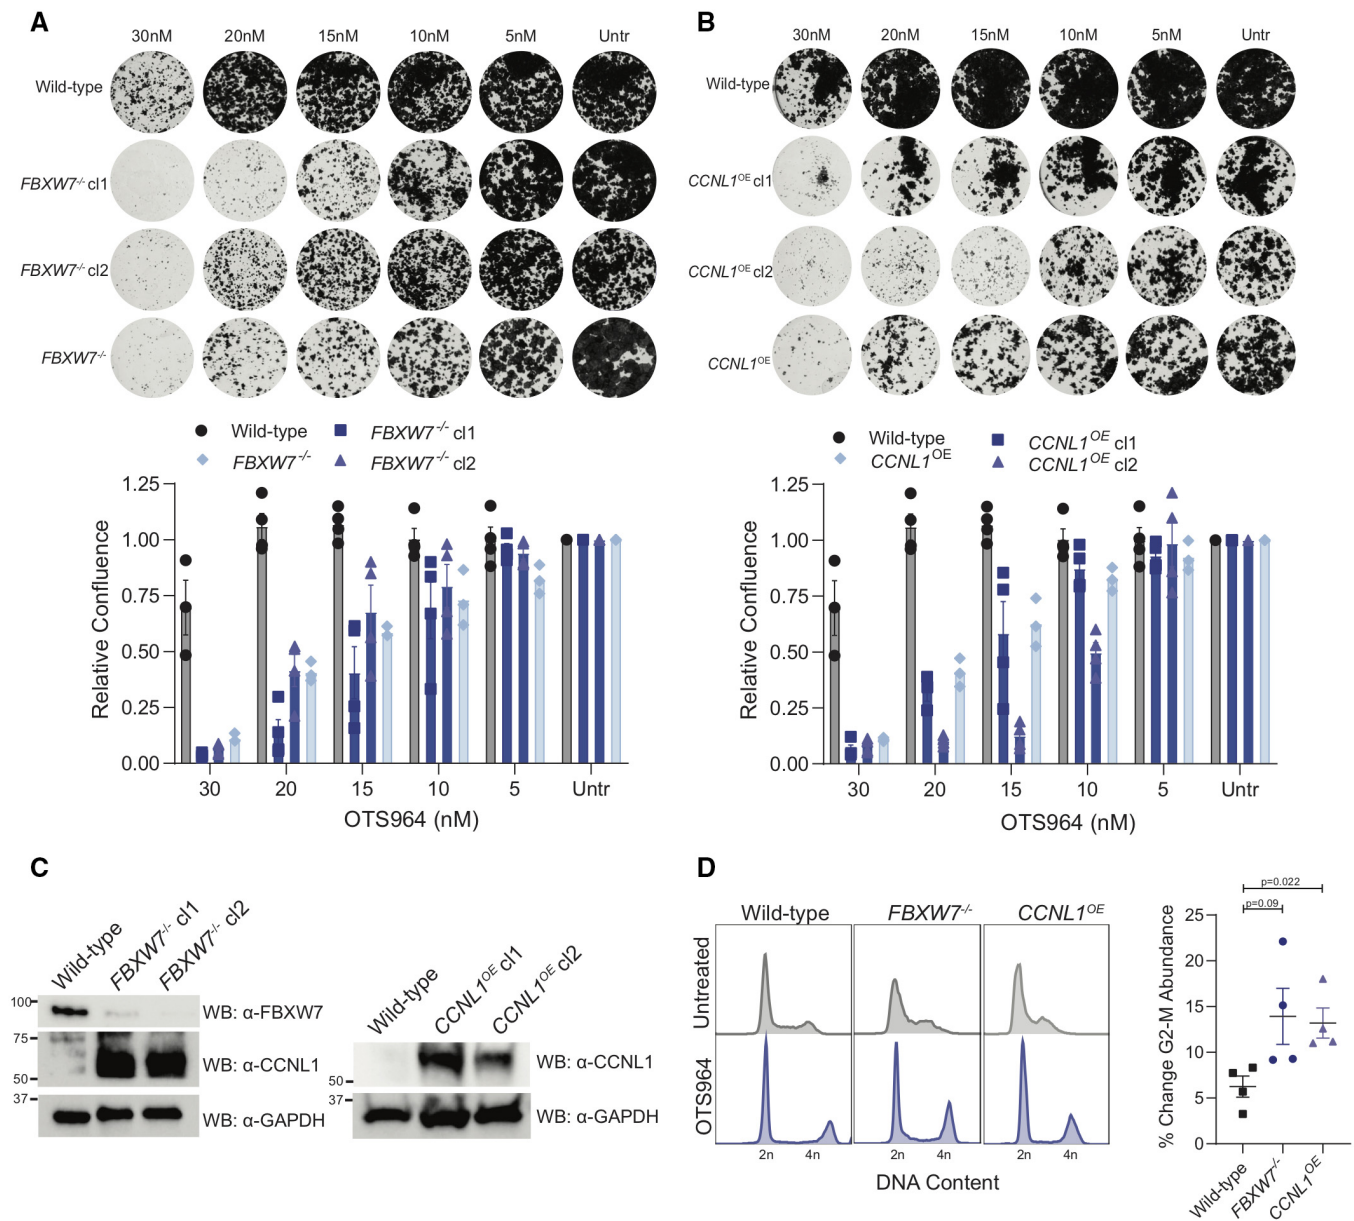 A
30nM 20nM 15nM 10nM 5nM Untr
Wild-type
FBXW7-/- cl1
FBXW7-/- cl2
FBXW7-/-
Wild-type
FBXW7-/- cl1
FBXW7-/-
FBXW7-/- cl2
1.25
1.00
0.75
0.50
0.25
0.00
Relative Confluence
30 20 15 10 5 Untr
OTS964 (nM)
B
30nM 20nM 15nM 10nM 5nM Untr
Wild-type
CCNL1OE cl1
CCNL1OE cl2
CCNL1OE
Wild-type
CCNL1OE cl1
CCNL1OE
CCNL1OE cl2
1.25
1.00
0.75
0.50
0.25
0.00
Relative Confluence
30 20 15 10 5 Untr
OTS964 (nM)
C
Wild-type
FBXW7-/- cl1
FBXW7-/- cl2
100
WB: α-FBXW7
75
WB: α-CCNL1
50
37
WB: α-GAPDH
Wild-type
CCNL1OE cl1
CCNL1OE cl2
WB: α-CCNL1
50
37
WB: α-GAPDH
D
Wild-type FBXW7-/- CCNL1OE
Untreated
OTS964
2n 4n 2n 4n 2n 4n
DNA Content
p=0.022
p=0.09
25
20
15
10
5
0
% Change G2-M Abundance
Wild-type
FBXW7-/-
CCNL1OE